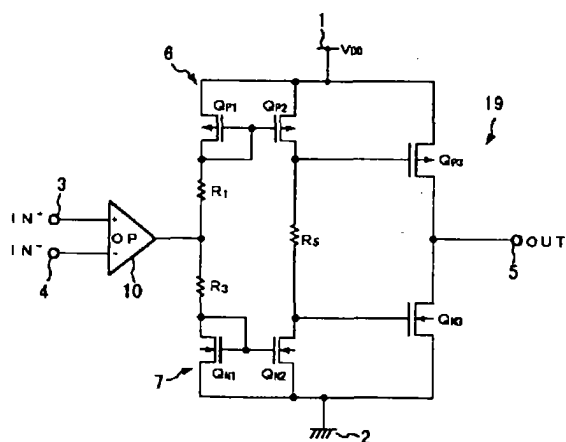 1
VDD
6
QP1
QP2
19
QP3
3
IN+
R1
+
OP
-
R5
OUT
IN-
4
10
5
R3
QN3
QN1
QN2
7
2